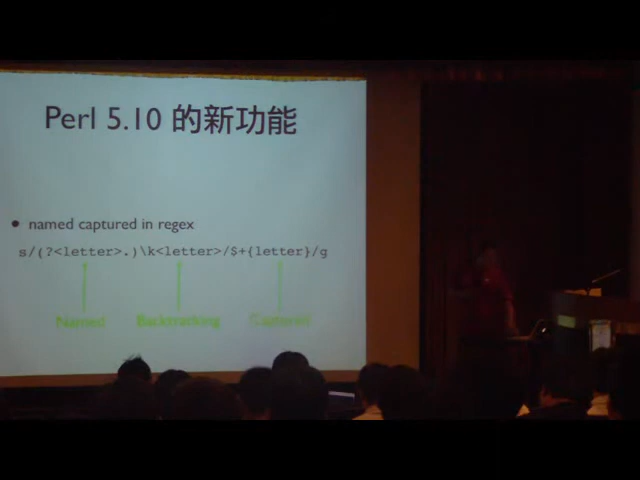 Perl 5.10 的新功能
• named captured in regex
s/(?<letter>.)\k<letter>/$+{letter}/g
Named Backtracking Captured